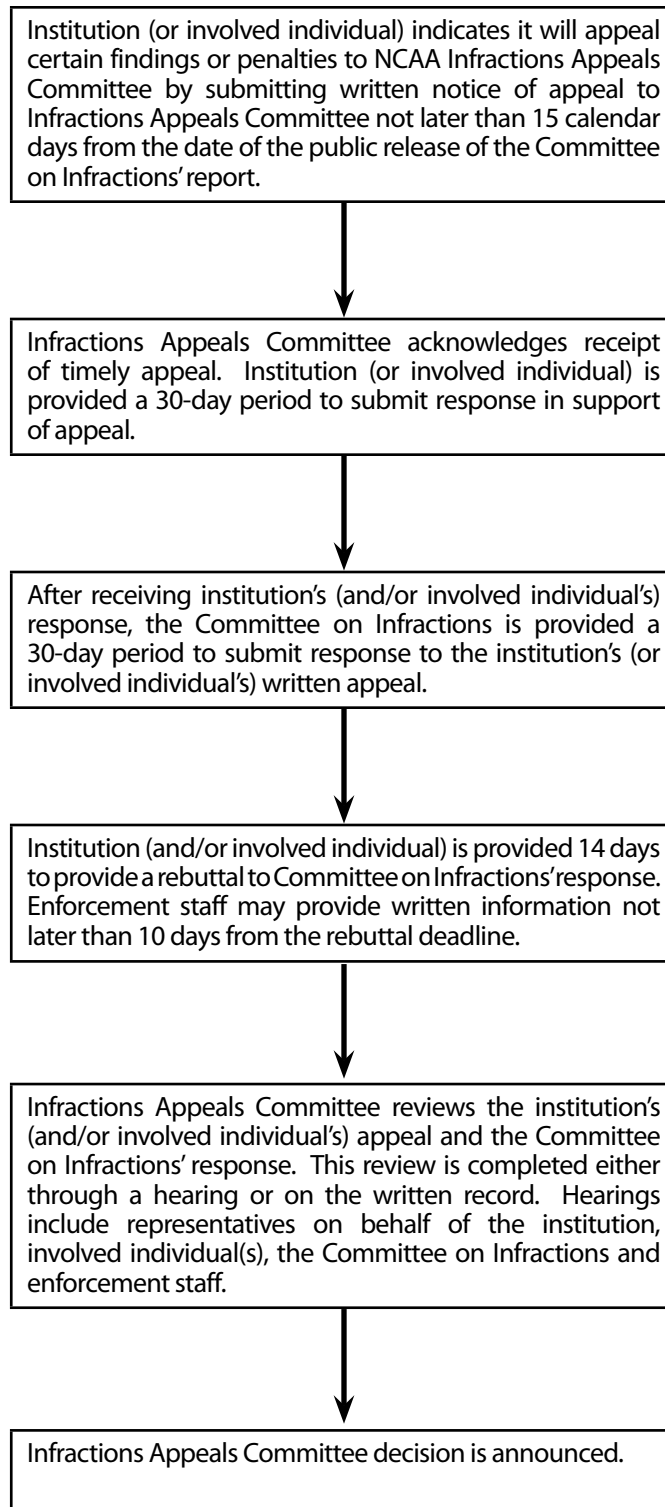 Institution (or involved individual) indicates it will appeal
certain findings or penalties to NCAA Infractions Appeals
Committee by submitting written notice of appeal to
Infractions Appeals Committee not later than 15 calendar
days from the date of the public release of the Committee
on Infractions’ report.
Infractions Appeals Committee acknowledges receipt
of timely appeal. Institution (or involved individual) is
provided a 30-day period to submit response in support
of appeal.
After receiving institution’s (and/or involved individual’s)
response, the Committee on Infractions is provided a
30-day period to submit response to the institution’s (or
involved individual’s) written appeal.
Institution (and/or involved individual) is provided 14 days
to provide a rebuttal to Committee on Infractions’ response.
Enforcement staff may provide written information not
later than 10 days from the rebuttal deadline.
Infractions Appeals Committee reviews the institution’s
(and/or involved individual’s) appeal and the Committee
on Infractions’ response. This review is completed either
through a hearing or on the written record. Hearings
include representatives on behalf of the institution,
involved individual(s), the Committee on Infractions and
enforcement staff.
Infractions Appeals Committee decision is announced.